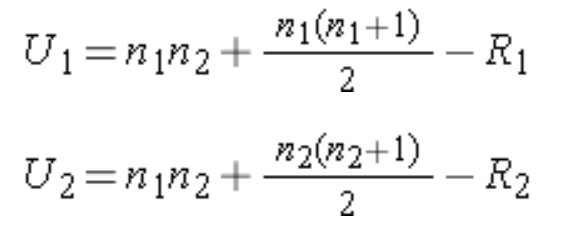 U₁ = n₁n₂ + n₁(n₁+1)/2 − R₁
U₂ = n₁n₂ + n₂(n₂+1)/2 − R₂